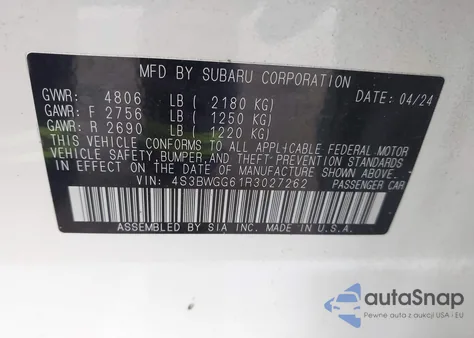 MFD BY SUBARU CORPORATION
GVWR: 4806 LB ( 2180 KG) DATE: 04/24
GAWR: F 2756 LB ( 1250 KG)
GAWR: R 2690 LB ( 1220 KG)
THIS VEHICLE CONFORMS TO ALL APPLICABLE FEDERAL MOTOR
VEHICLE SAFETY, BUMPER, AND THEFT PREVENTION STANDARDS
IN EFFECT ON THE DATE OF MANUFACTURE SHOWN ABOVE.
VIN: 4S3BWGG61R3027262 PASSENGER CAR
ASSEMBLED BY SIA INC. MADE IN U.S.A.
autoSnap
Pewne auta z aukcji USA i EU